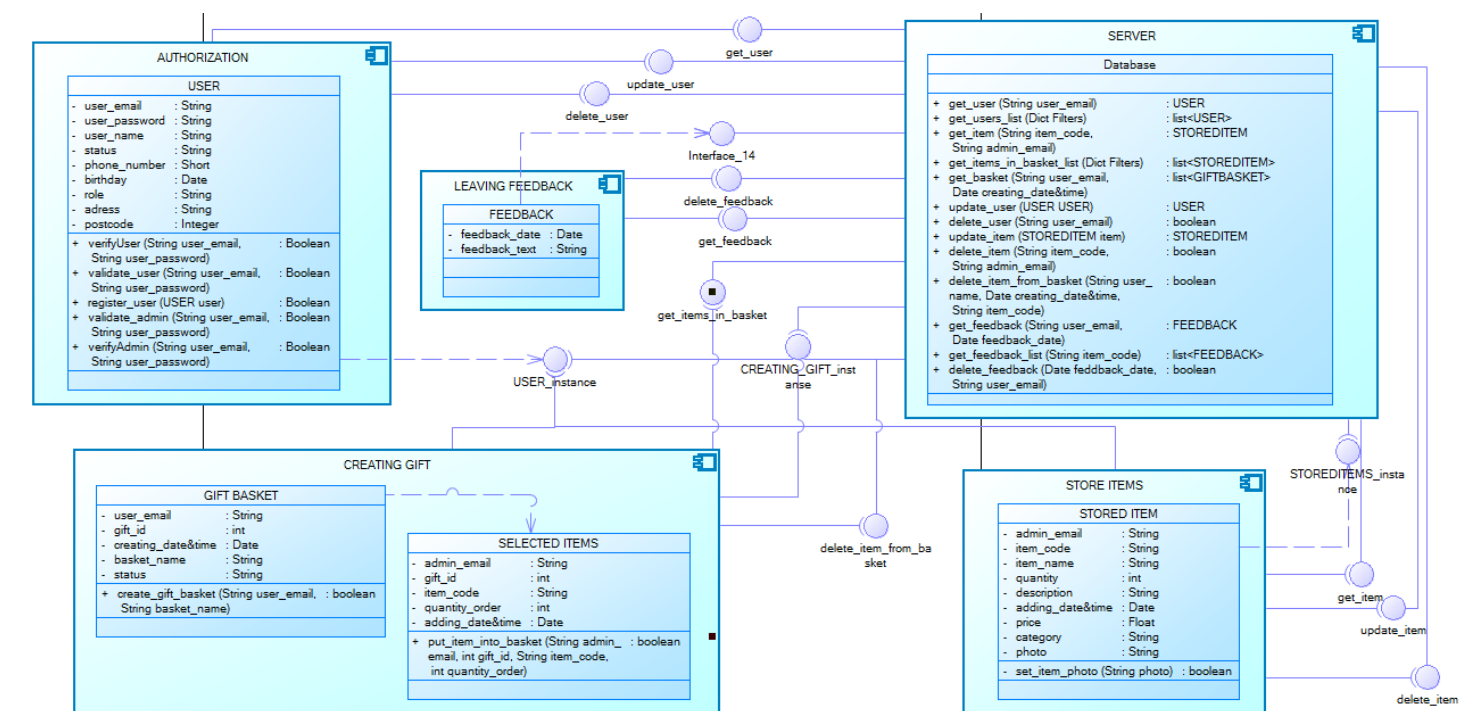 get_user
update_user
delete_user
Interface_14
delete_feedback
get_feedback
get_items_in_basket
USER_instance
CREATING_GIFT_inst
anse
delete_item_from_ba
sket
STOREDITEMS_insta
nce
get_item
update_item
delete_item
AUTHORIZATION
USER
- user_email : String
- user_password : String
- user_name : String
- status : String
- phone_number : Short
- birthday : Date
- role : String
- adress : String
- postcode : Integer
+ verifyUser (String user_email, : Boolean
String user_password)
+ validate_user (String user_email, : Boolean
String user_password)
+ register_user (USER user) : Boolean
+ validate_admin (String user_email, : Boolean
String user_password)
+ verifyAdmin (String user_email, : Boolean
String user_password)
LEAVING FEEDBACK
FEEDBACK
- feedback_date : Date
- feedback_text : String
SERVER
Database
+ get_user (String user_email) : USER
+ get_users_list (Dict Filters) : list<USER>
+ get_item (String item_code, : STOREDITEM
String admin_email)
+ get_items_in_basket_list (Dict Filters) : list<STOREDITEM>
+ get_basket (String user_email, : list<GIFTBASKET>
Date creating_date&time)
+ update_user (USER USER) : USER
+ delete_user (String user_email) : boolean
+ update_item (STOREDITEM item) : STOREDITEM
+ delete_item (String item_code, : boolean
String admin_email)
+ delete_item_from_basket (String user_ : boolean
name, Date creating_date&time,
String item_code)
+ get_feedback (String user_email, : FEEDBACK
Date feedback_date)
+ get_feedback_list (String item_code) : list<FEEDBACK>
+ delete_feedback (Date feddback_date, : boolean
String user_email)
CREATING GIFT
GIFT BASKET
- user_email : String
- gift_id : int
- creating_date&time : Date
- basket_name : String
- status : String
+ create_gift_basket (String user_email, : boolean
String basket_name)
SELECTED ITEMS
- admin_email : String
- gift_id : int
- item_code : String
- quantity_order : int
- adding_date&time : Date
+ put_item_into_basket (String admin_ : boolean
email, int gift_id, String item_code,
int quantity_order)
STORE ITEMS
STORED ITEM
- admin_email : String
- item_code : String
- item_name : String
- quantity : int
- description : String
- adding_date&time : Date
- price : Float
- category : String
- photo : String
- set_item_photo (String photo) : boolean